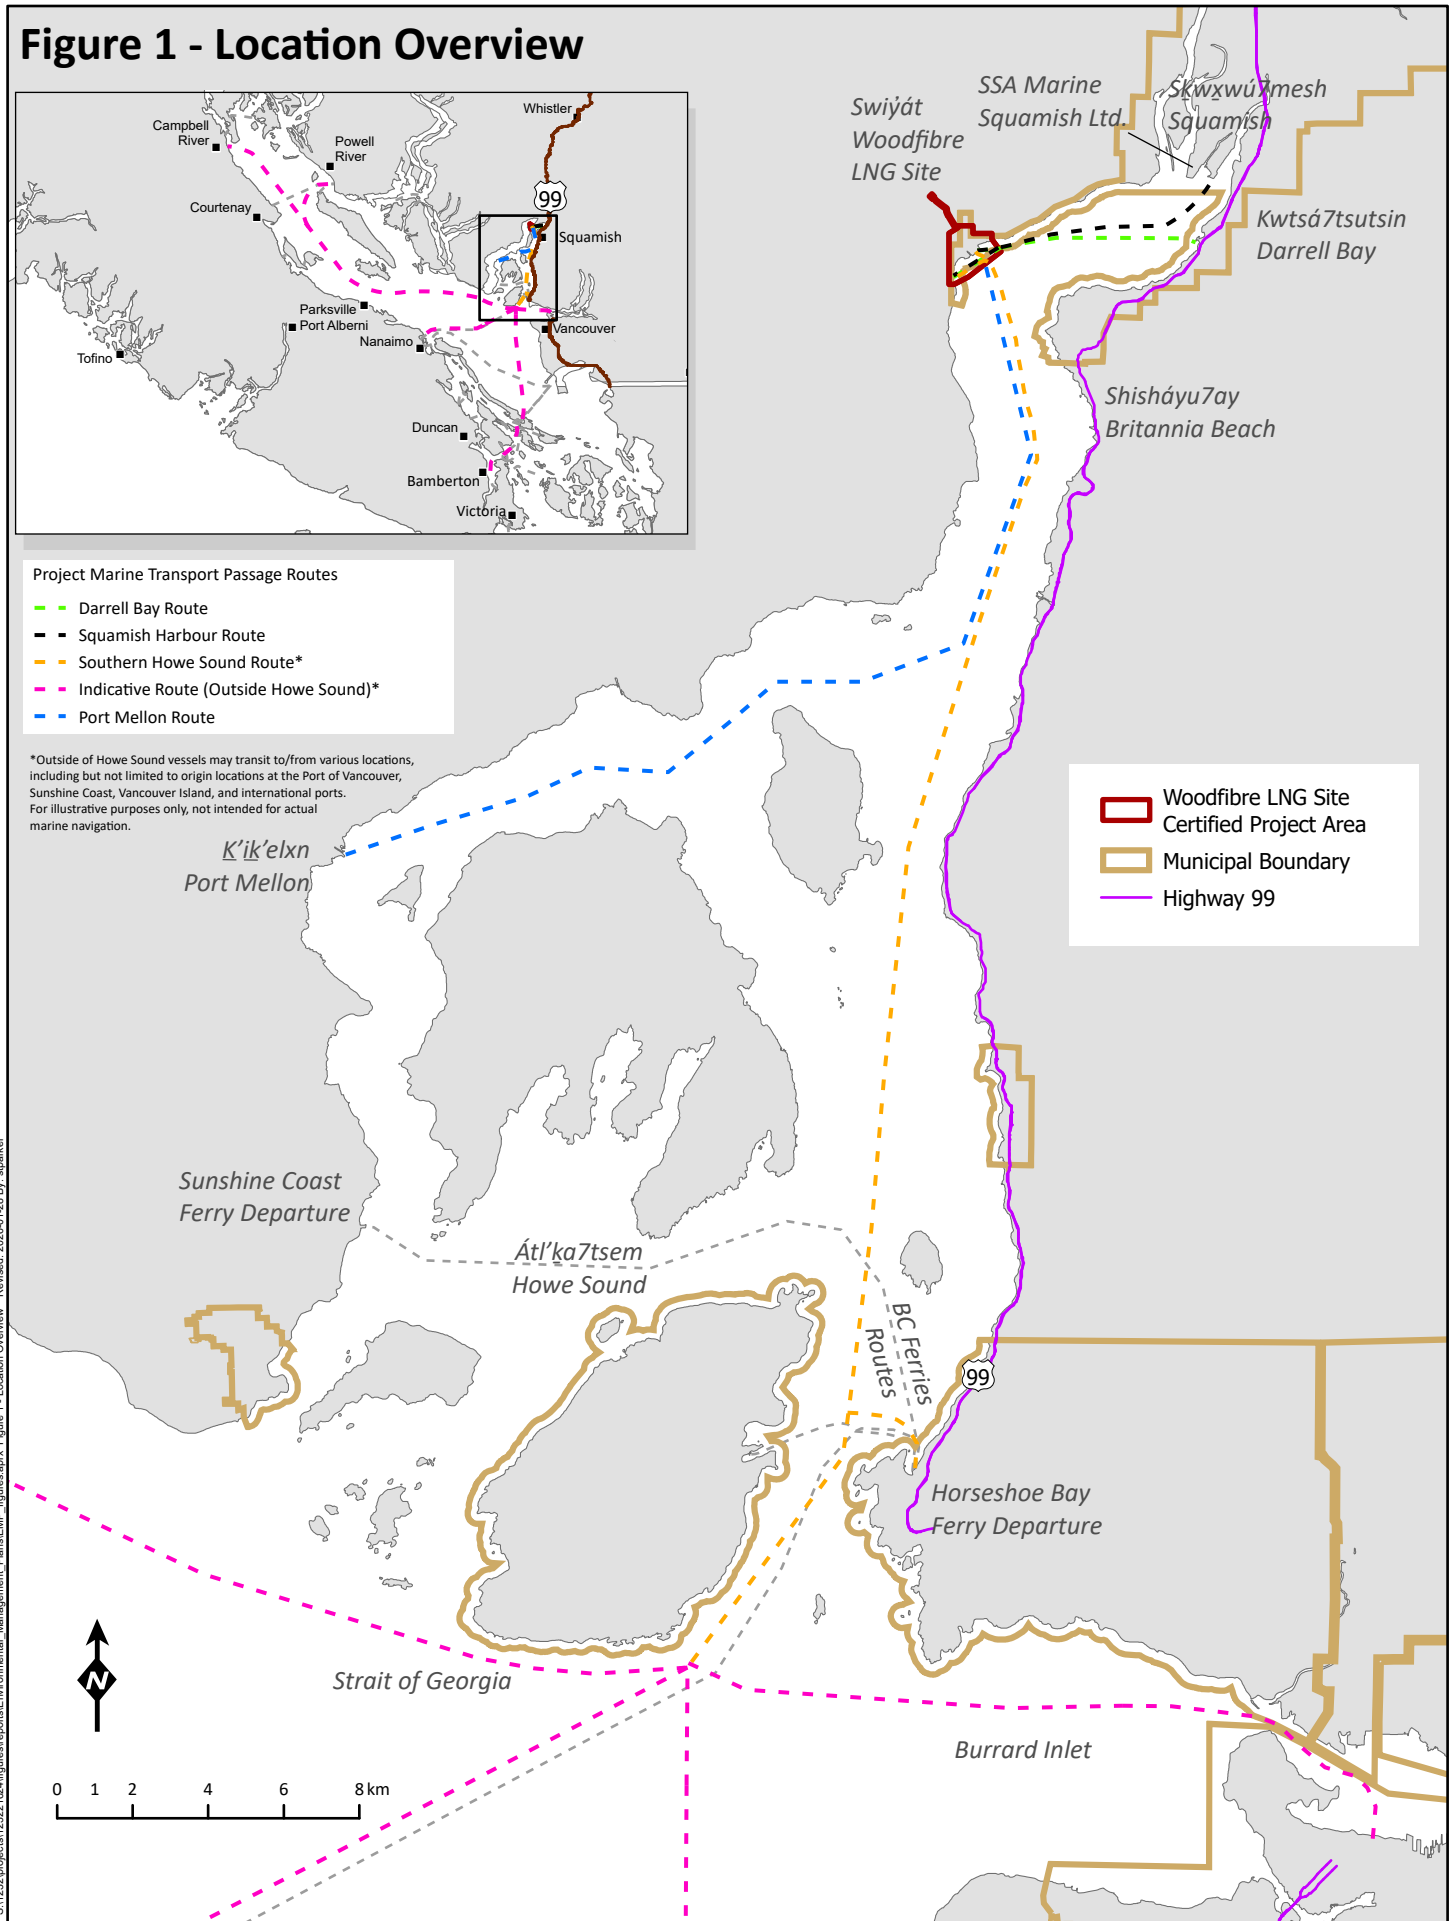 Figure 1 - Location Overview
Whistler
Campbell
River
Powell
River
99
Courtenay
Squamish
Parksville
Port Alberni
Vancouver
Nanaimo
Tofino
Duncan
Bamberton
Victoria
Project Marine Transport Passage Routes
Darrell Bay Route
Squamish Harbour Route
Southern Howe Sound Route*
Indicative Route (Outside Howe Sound)*
Port Mellon Route
*Outside of Howe Sound vessels may transit to/from various locations,
including but not limited to origin locations at the Port of Vancouver,
Sunshine Coast, Vancouver Island, and international ports.
For illustrative purposes only, not intended for actual
marine navigation.
Swiy̓át
Woodfibre
LNG Site
SSA Marine
Squamish Ltd.
Sḵwx̱wú7mesh
Squamish
Kwtsá7tsutsin
Darrell Bay
Shisháyu7ay
Britannia Beach
Woodfibre LNG Site
Certified Project Area
Municipal Boundary
Highway 99
Ḵ'iḵ'elxn
Port Mellon
Sunshine Coast
Ferry Departure
Átl'ḵa7tsem
Howe Sound
BC Ferries
Routes
99
Horseshoe Bay
Ferry Departure
Strait of Georgia
Burrard Inlet
N
0 1 2 4 6 8 km